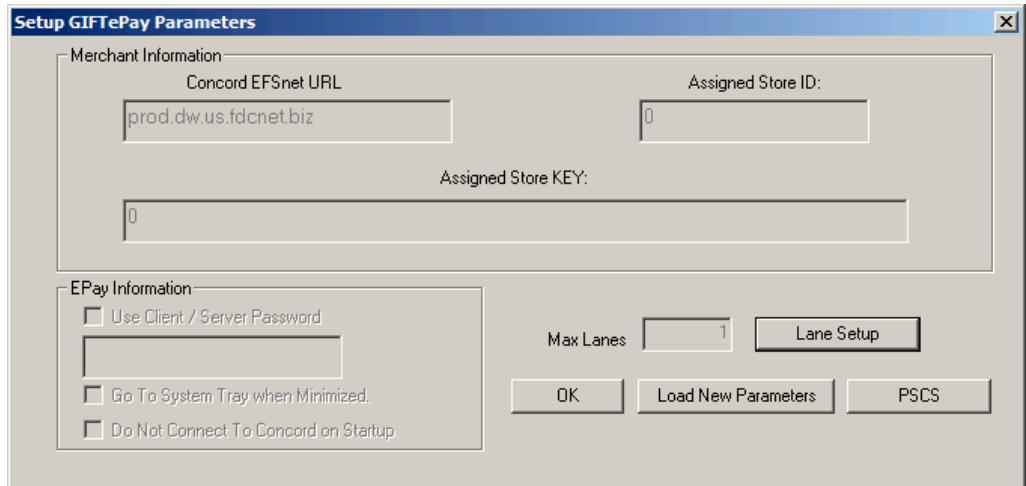 Setup GIFTePay Parameters
Merchant Information
Concord EFSnet URL
Assigned Store ID:
prod.dw.us.fdcnet.biz
0
Assigned Store KEY:
0
EPay Information
Use Client / Server Password
Max Lanes
1
Lane Setup
Go To System Tray when Minimized.
OK
Load New Parameters
PSCS
Do Not Connect To Concord on Startup